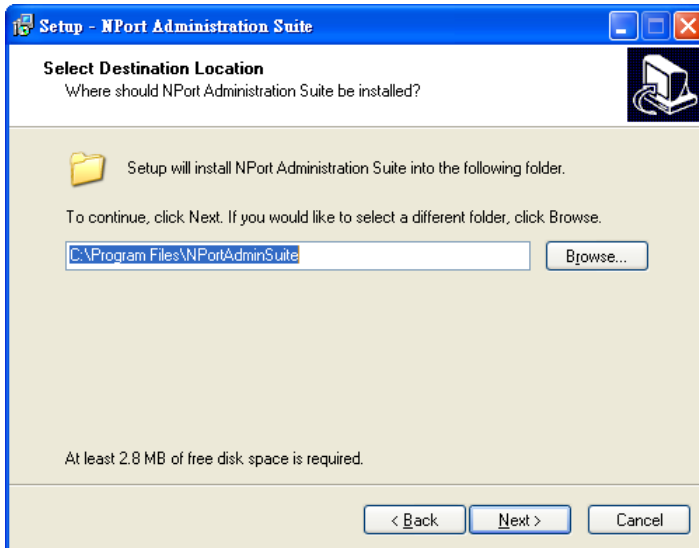 Setup - NPort Administration Suite
Select Destination Location
Where should NPort Administration Suite be installed?
Setup will install NPort Administration Suite into the following folder.
To continue, click Next. If you would like to select a different folder, click Browse.
C:\Program Files\NPortAdminSuite
Browse...
At least 2.8 MB of free disk space is required.
< Back Next > Cancel